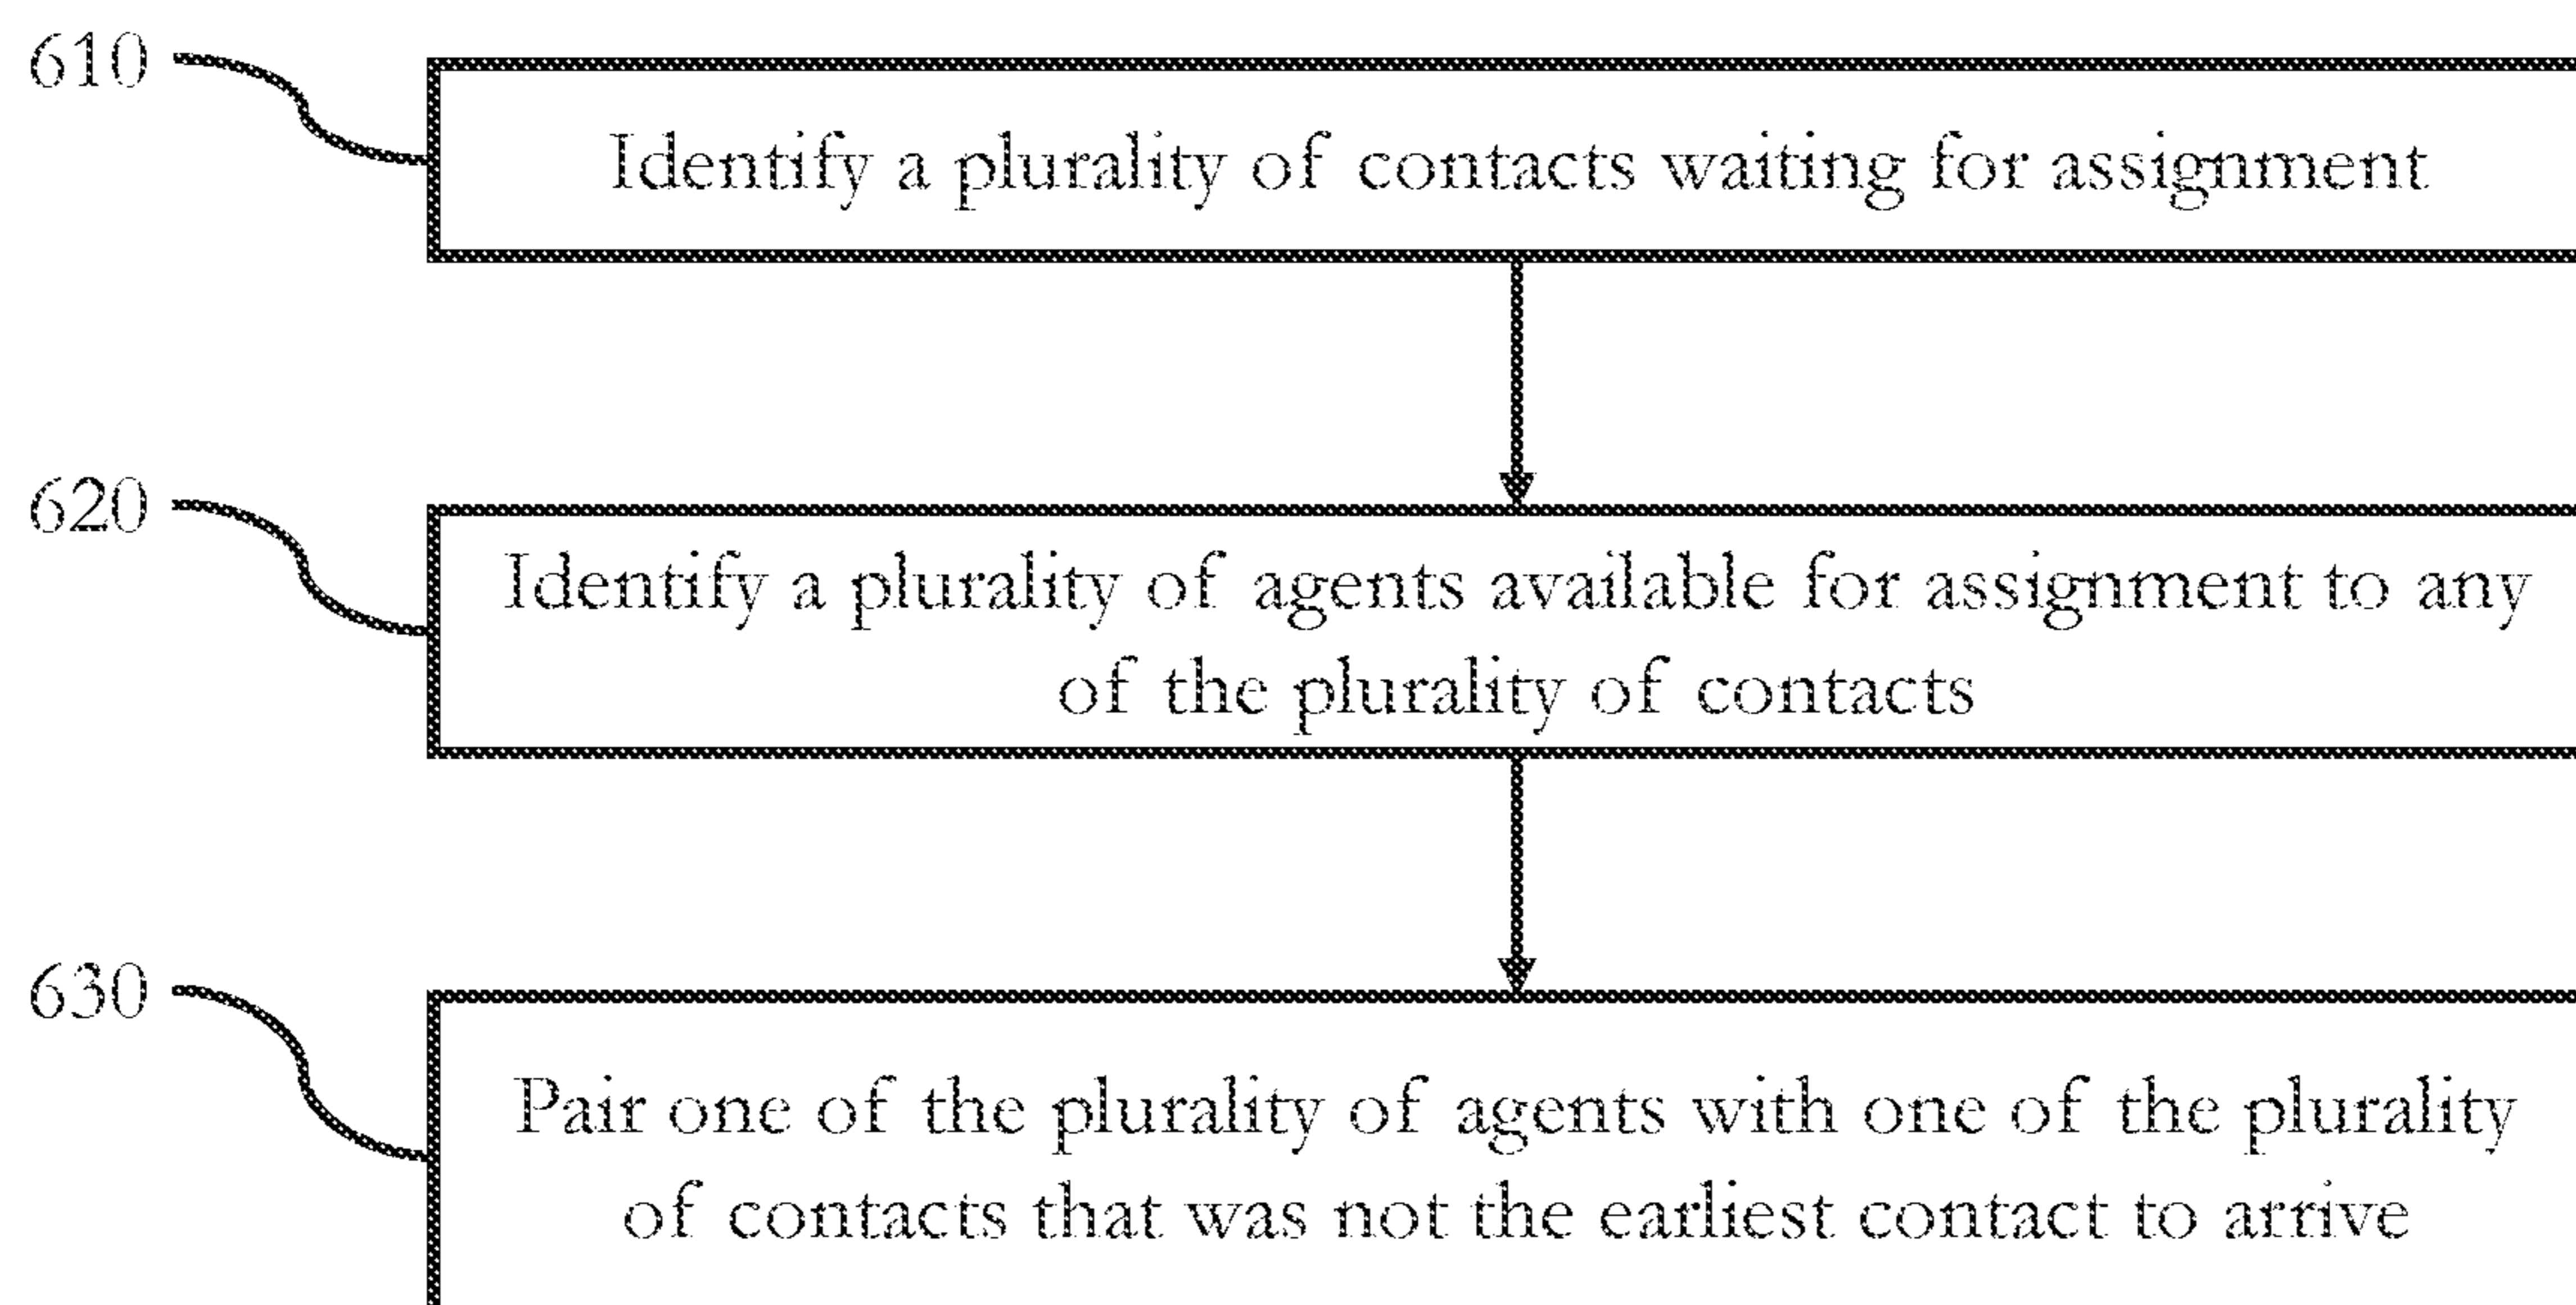 610
Identify a plurality of contacts waiting for assignment
620
Identify a plurality of agents available for assignment to any
of the plurality of contacts
630
Pair one of the plurality of agents with one of the plurality
of contacts that was not the earliest contact to arrive